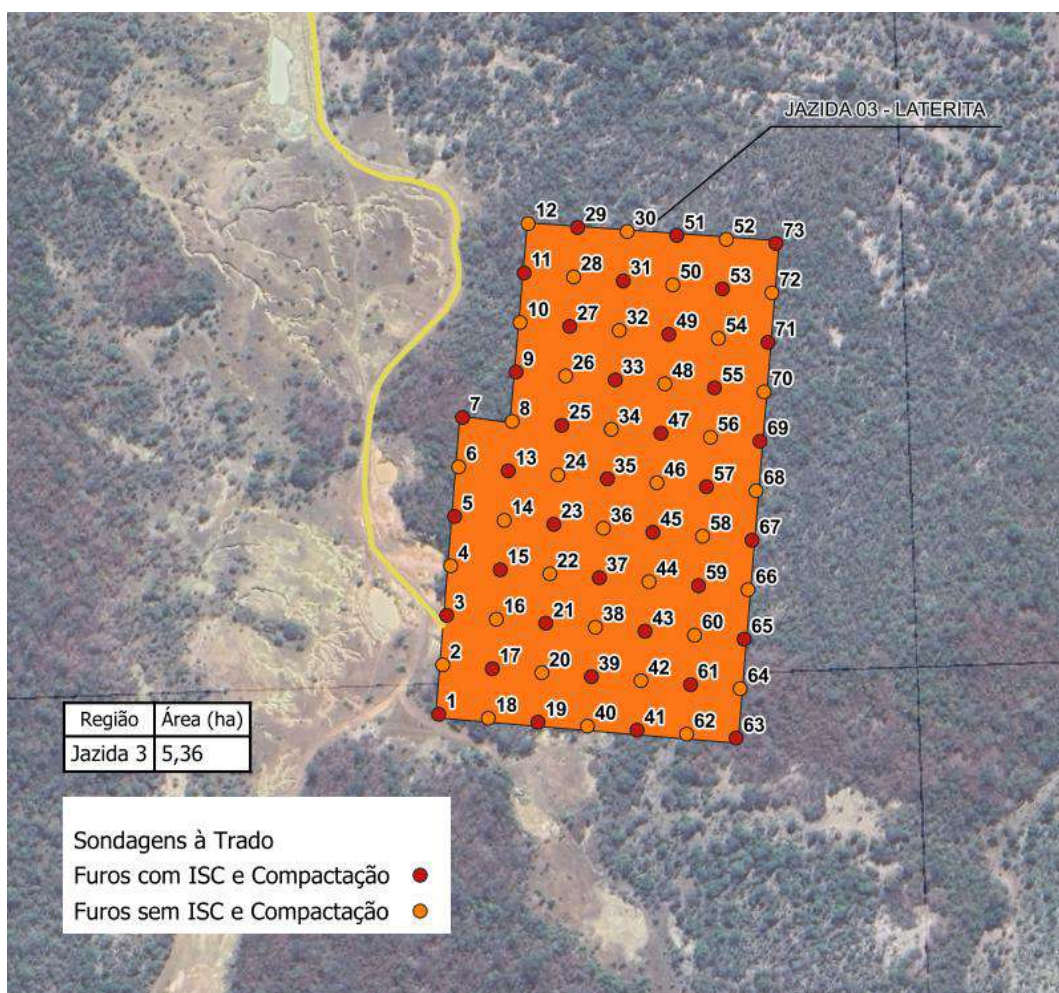 JAZIDA 03 - LATERITA
12 29 30 51 52 73
11 28 31 50 53 72
10 27 32 49 54 71
9 26 33 48 55 70
7 8 25 34 47 56 69
6 13 24 35 46 57 68
5 14 23 36 45 58 67
4 15 22 37 44 59 66
3 16 21 38 43 60 65
2 17 20 39 42 61 64
1 18 19 40 41 62 63
Região Área (ha)
Jazida 3 5,36
Sondagens à Trado
Furos com ISC e Compactação
Furos sem ISC e Compactação